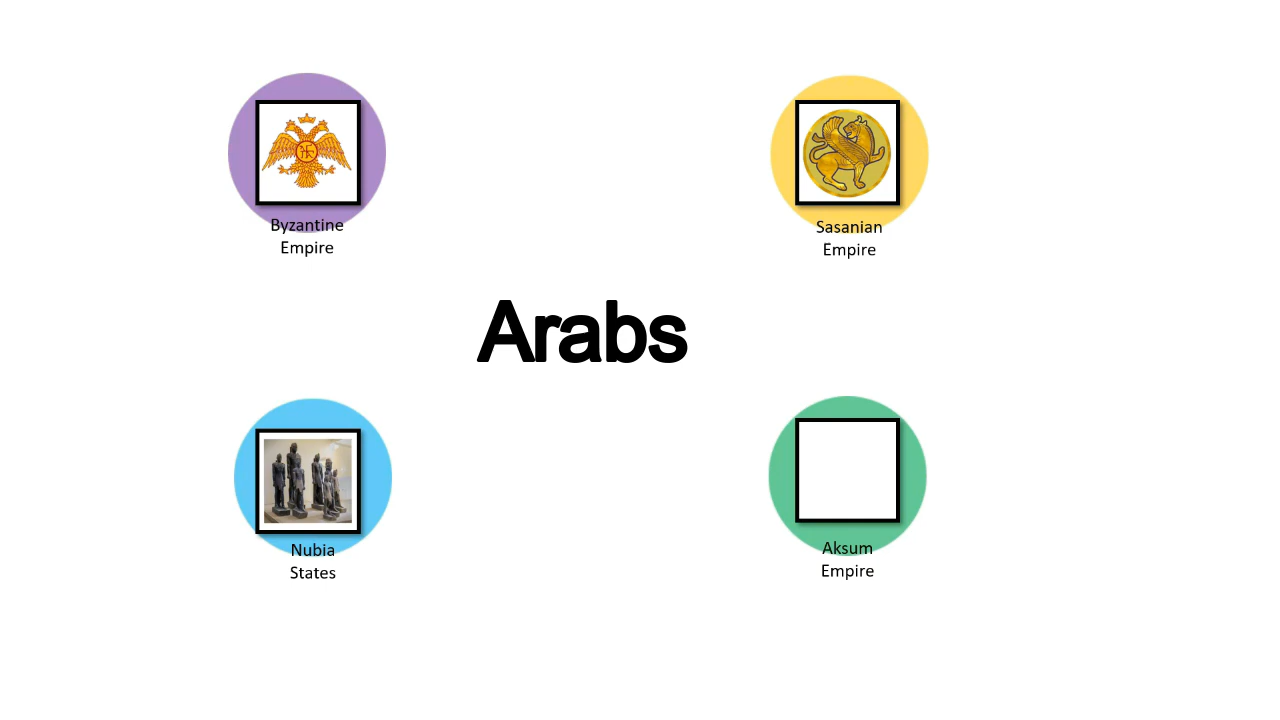 Byzantine
Empire
Sasanian
Empire
Arabs
Nubia
States
Aksum
Empire